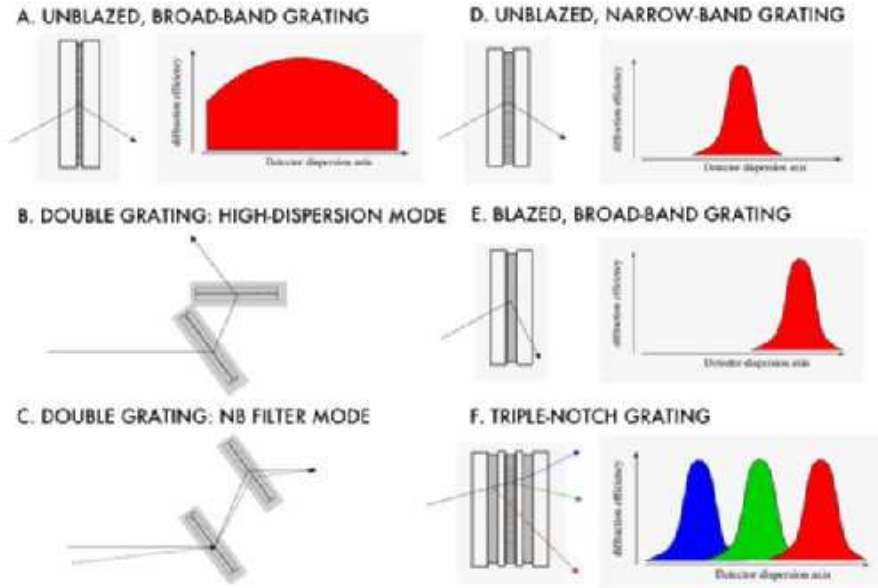 A. UNBLAZED, BROAD-BAND GRATING
diffraction efficiency
Detector dispersion axis
B. DOUBLE GRATING: HIGH-DISPERSION MODE
C. DOUBLE GRATING: NB FILTER MODE
D. UNBLAZED, NARROW-BAND GRATING
diffraction efficiency
Detector dispersion axis
E. BLAZED, BROAD-BAND GRATING
diffraction efficiency
Detector dispersion axis
F. TRIPLE-NOTCH GRATING
diffraction efficiency
Detector dispersion axis